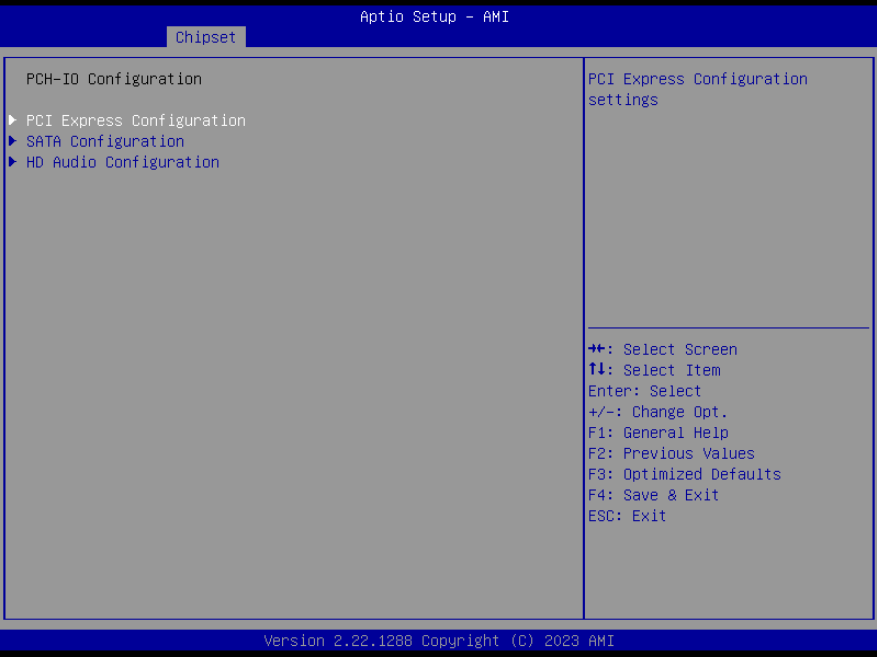 Aptio Setup – AMI
Chipset
PCH-IO Configuration
PCI Express Configuration
SATA Configuration
HD Audio Configuration
PCI Express Configuration
settings
→←: Select Screen
↑↓: Select Item
Enter: Select
+/-: Change Opt.
F1: General Help
F2: Previous Values
F3: Optimized Defaults
F4: Save & Exit
ESC: Exit
Version 2.22.1288 Copyright (C) 2023 AMI